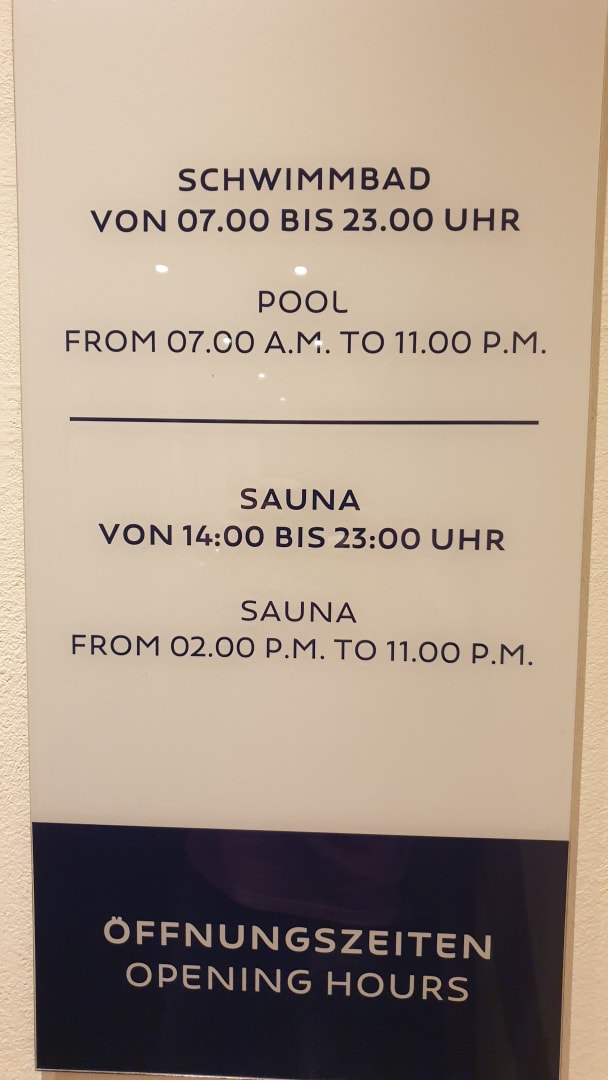 SCHWIMMBAD
VON 07.00 BIS 23.00 UHR
POOL
FROM 07.00 A.M. TO 11.00 P.M.
SAUNA
VON 14:00 BIS 23:00 UHR
SAUNA
FROM 02.00 P.M. TO 11.00 P.M.
ÖFFNUNGSZEITEN
OPENING HOURS